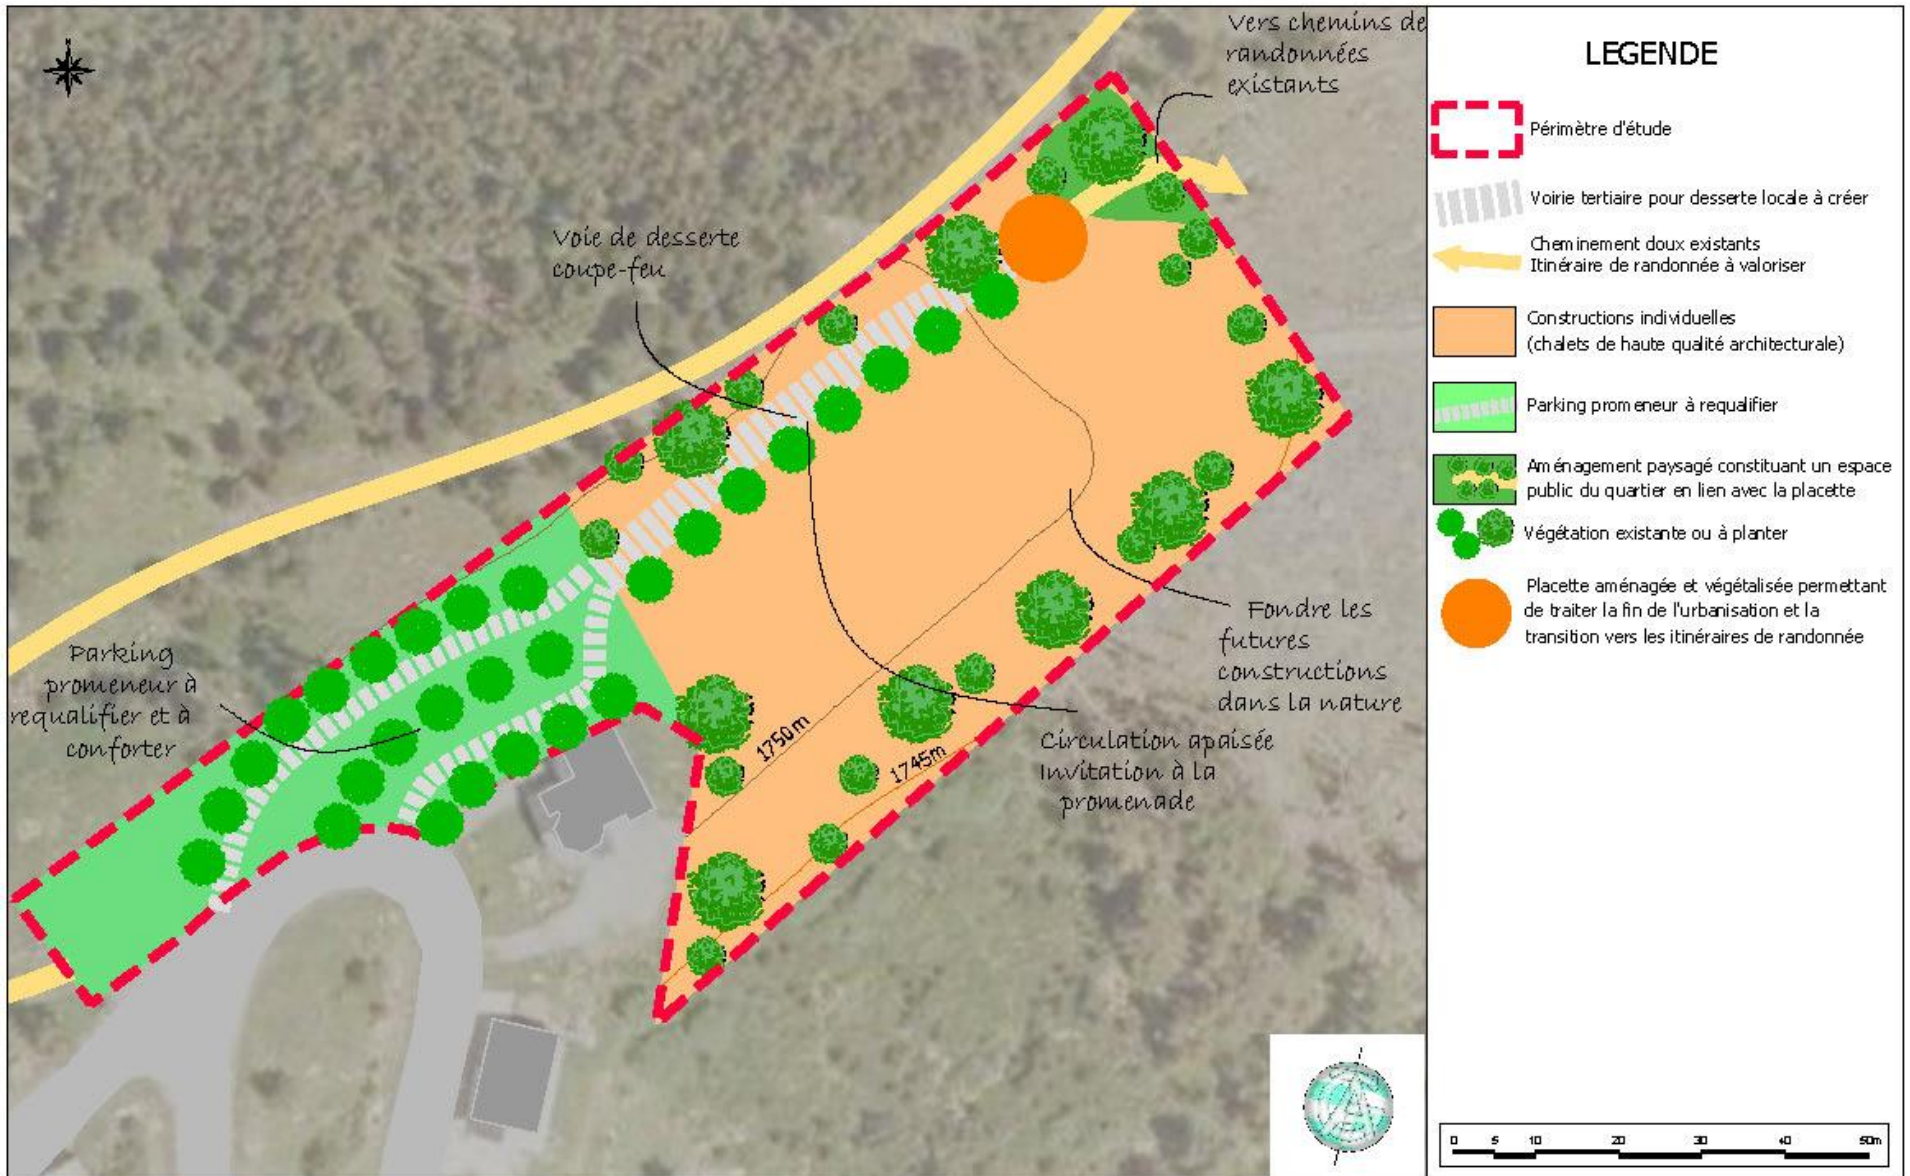 Vers chemins de
randonnées
existants
Voie de desserte
coupe-feu
Parking
promeneur à
requalifier et à
conforter
Fondre les
futures
constructions
dans la nature
Circulation apaisée
Invitation à la
promenade
1750m
1745m
LEGENDE
Périmètre d'étude
Voirie tertiaire pour desserte locale à créer
Cheminement doux existants
Itinéraire de randonnée à valoriser
Constructions individuelles
(chalets de haute qualité architecturale)
Parking promeneur à requalifier
Aménagement paysagé constituant un espace
public du quartier en lien avec la placette
Végétation existante ou à planter
Placette aménagée et végétalisée permettant
de traiter la fin de l'urbanisation et la
transition vers les itinéraires de randonnée
0 5 10 20 30 40 50m